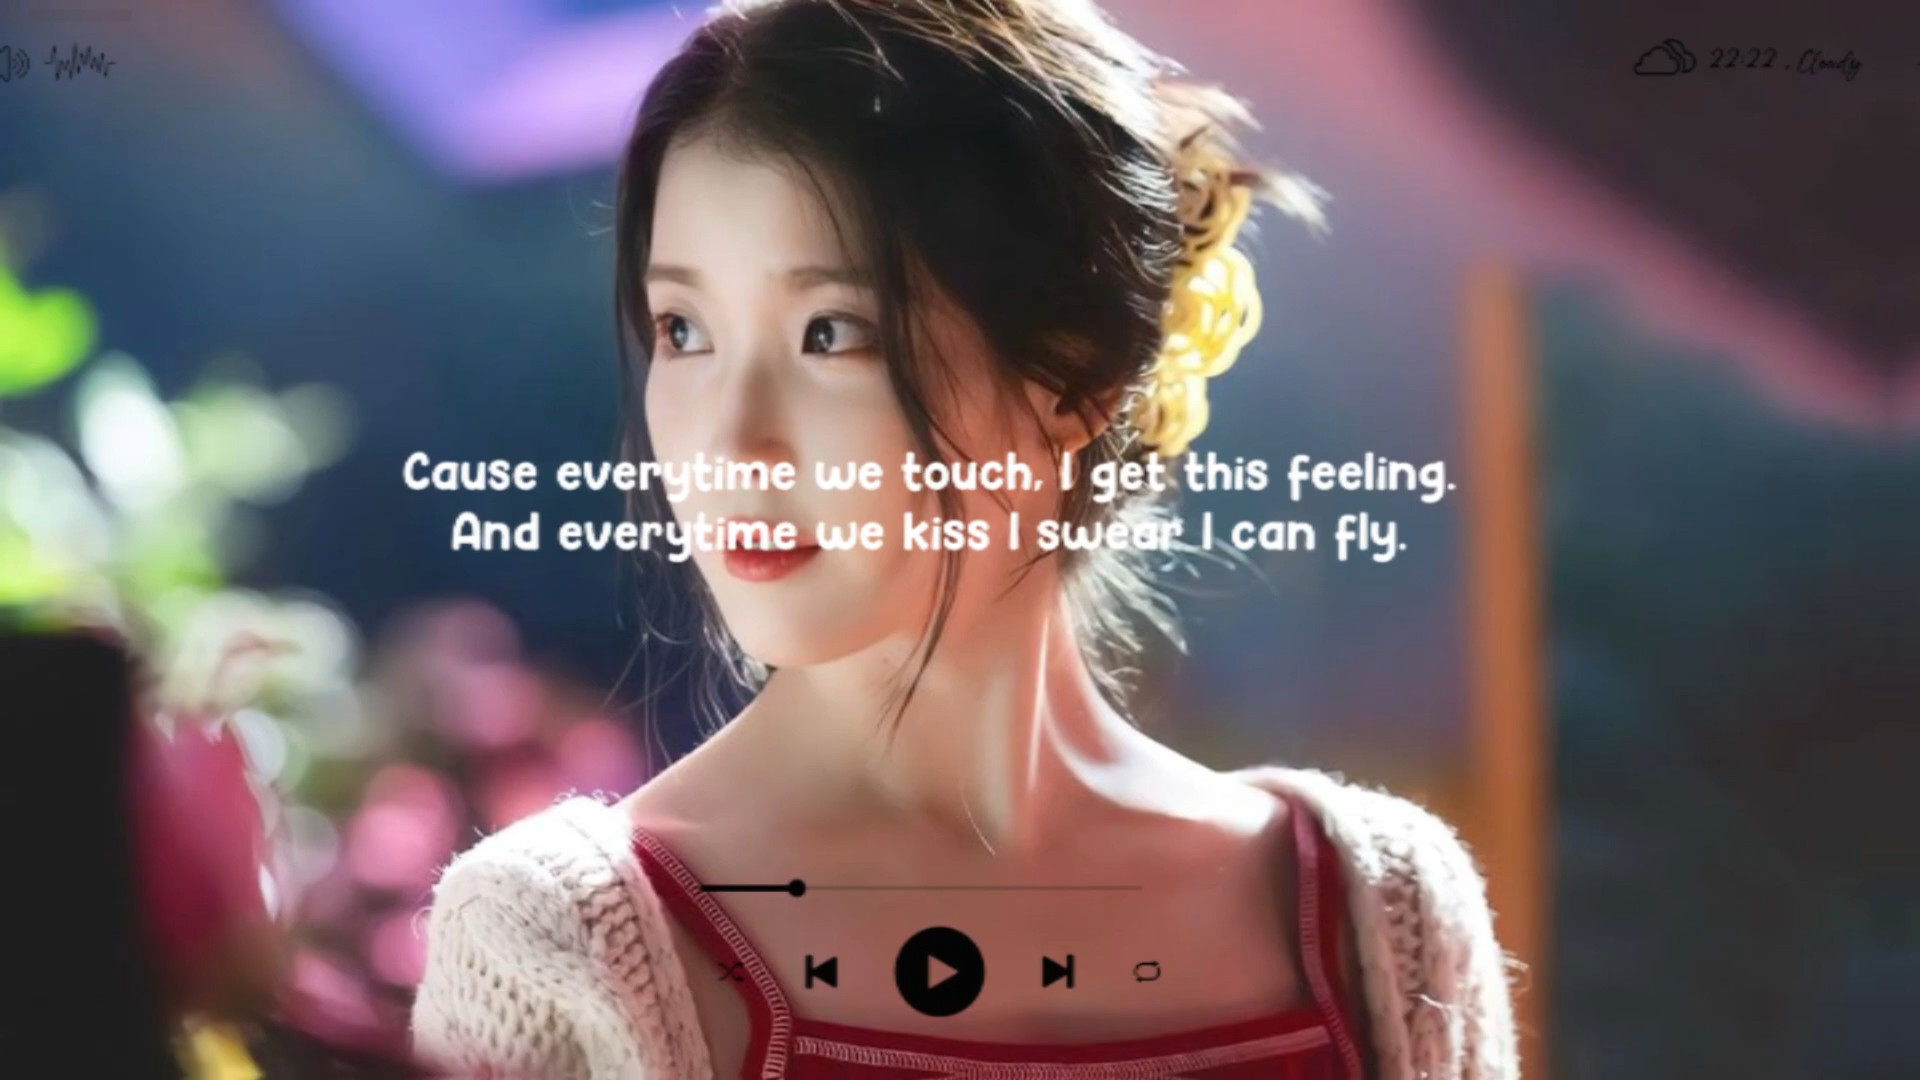 22:22 . Cloudy
Cause everytime we touch, I get this feeling.
And everytime we kiss I swear I can fly.